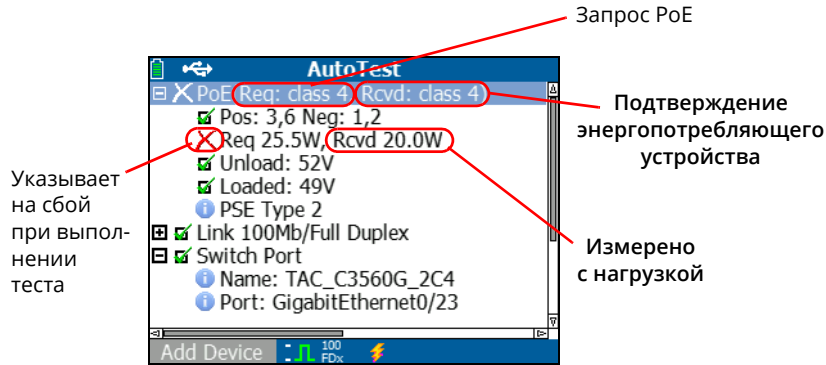 Запрос PoE
AutoTest
PoE (Req: class 4) (Rcvd: class 4)
Pos: 3,6 Neg: 1,2
Req 25.5W, Rcvd 20.0W
Unload: 52V
Loaded: 49V
PSE Type 2
Link 100Mb/Full Duplex
Switch Port
Name: TAC_C3560G_2C4
Port: GigabitEthernet0/23
Add Device
100
FDx
Подтверждение
энергопотребляющего
устройства
Указывает
на сбой
при выпол-
нении
теста
Измерено
с нагрузкой